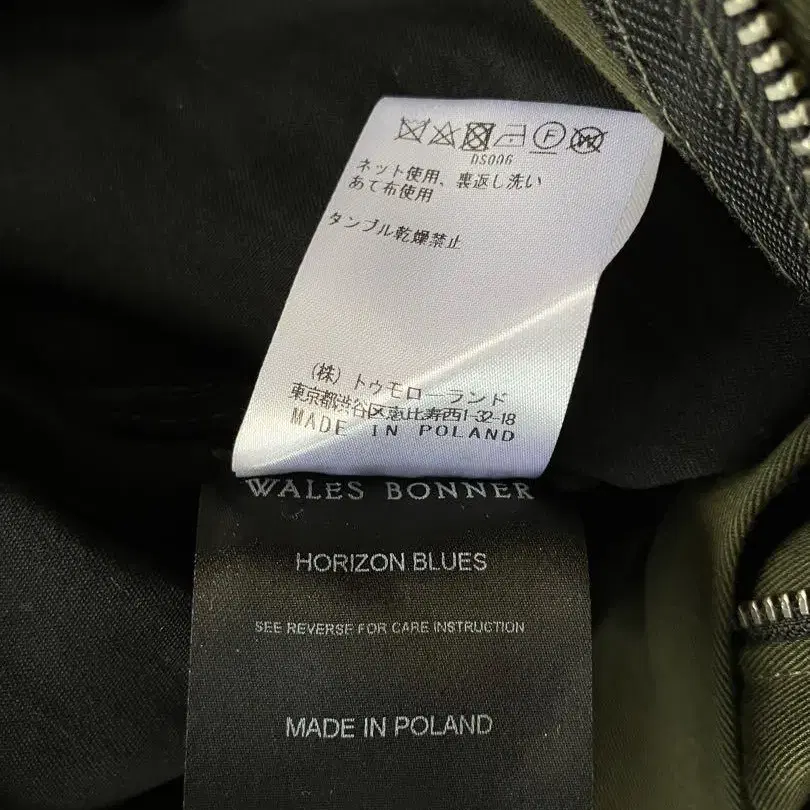 F
W
DS006
ネット使用、裏返し洗い
あて布使用
タンブル乾燥禁止
(株) トゥモローランド
東京都渋谷区恵比寿西1-32-18
MADE IN POLAND
WALES BONNER
HORIZON BLUES
SEE REVERSE FOR CARE INSTRUCTION
MADE IN POLAND